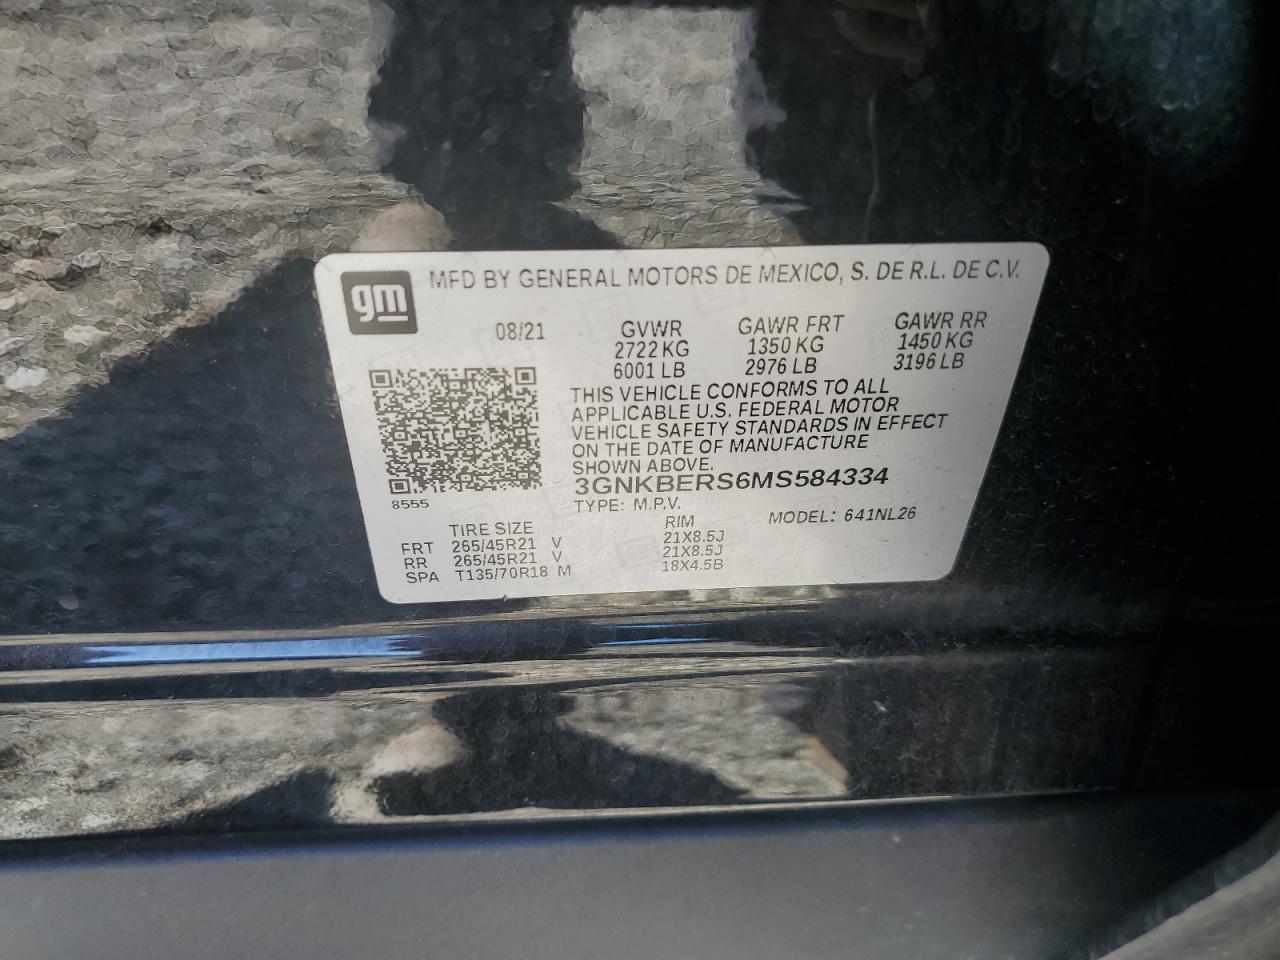 gm MFD BY GENERAL MOTORS DE MEXICO, S. DE R.L. DE C.V.
08/21 GVWR GAWR FRT GAWR RR
2722 KG 1350 KG 1450 KG
6001 LB 2976 LB 3196 LB
THIS VEHICLE CONFORMS TO ALL
APPLICABLE U.S. FEDERAL MOTOR
VEHICLE SAFETY STANDARDS IN EFFECT
ON THE DATE OF MANUFACTURE
SHOWN ABOVE.
3GNKBERS6MS584334
8555 TYPE: M.P.V. MODEL: 641NL26
TIRE SIZE RIM
FRT 265/45R21 V 21X8.5J
RR 265/45R21 V 21X8.5J
SPA T135/70R18 M 18X4.5B